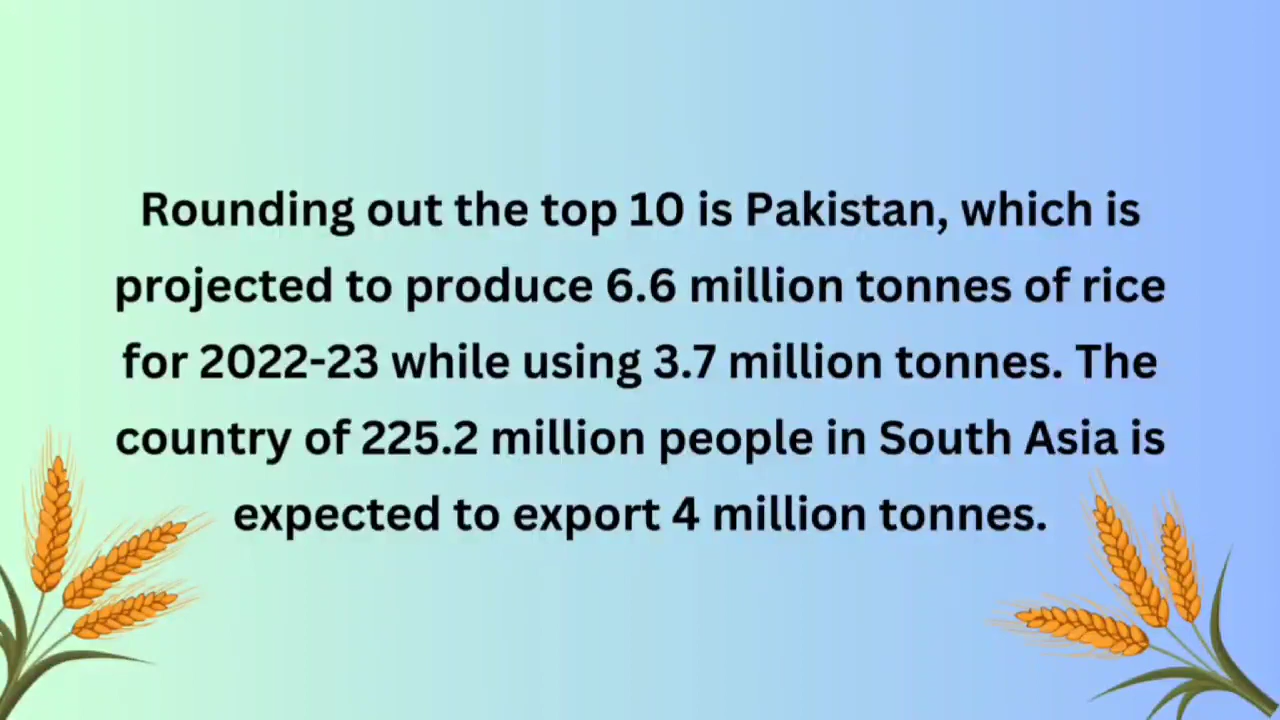 Rounding out the top 10 is Pakistan, which is
projected to produce 6.6 million tonnes of rice
for 2022-23 while using 3.7 million tonnes. The
country of 225.2 million people in South Asia is
expected to export 4 million tonnes.